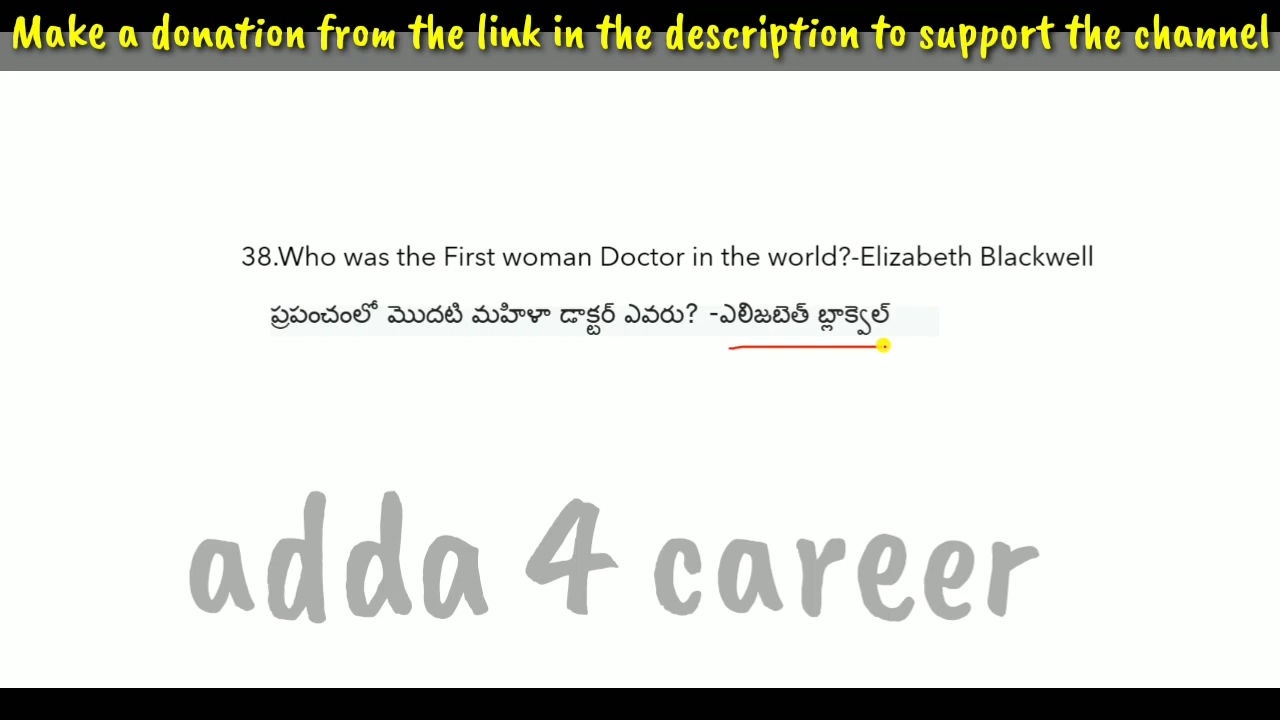 Make a donation from the link in the description to support the channel
38.Who was the First woman Doctor in the world?-Elizabeth Blackwell
ప్రపంచంలో మొదటి మహిళా డాక్టర్ ఎవరు? -ఎలిజబెత్ బ్లాక్వెల్
adda 4 career